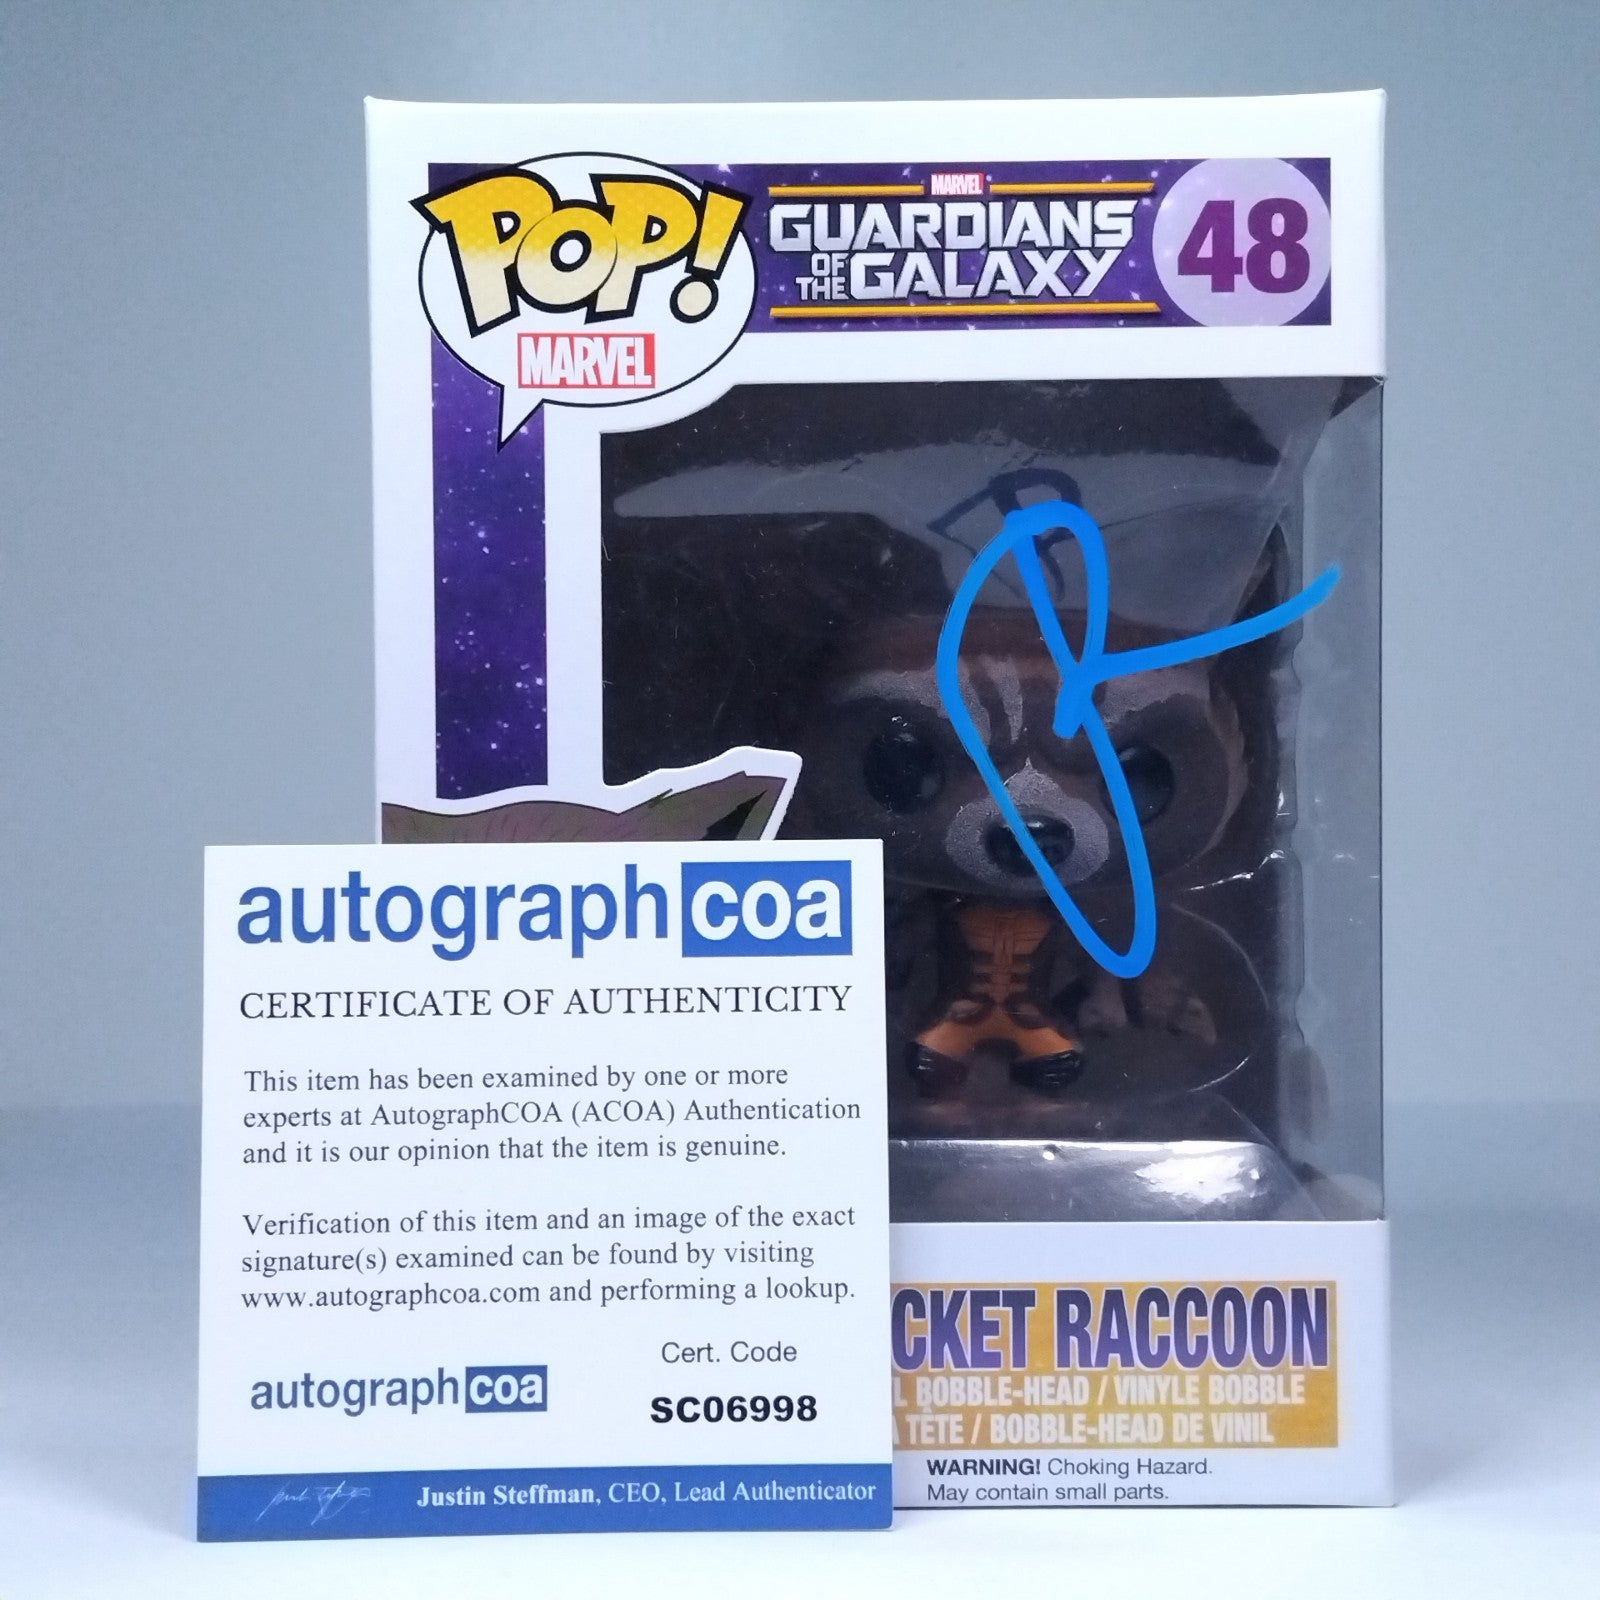 POP!
MARVEL
MARVEL
GUARDIANS
OF THE GALAXY
48
autograph coa
CERTIFICATE OF AUTHENTICITY
This item has been examined by one or more
experts at AutographCOA (ACOA) Authentication
and it is our opinion that the item is genuine.
Verification of this item and an image of the exact
signature(s) examined can be found by visiting
www.autographcoa.com and performing a lookup.
Cert. Code
autograph coa
SC06998
Justin Steffman, CEO, Lead Authenticator
CKET RACCOON
L BOBBLE-HEAD / VINYLE BOBBLE
TÊTE / BOBBLE-HEAD DE VINIL
WARNING! Choking Hazard.
May contain small parts.